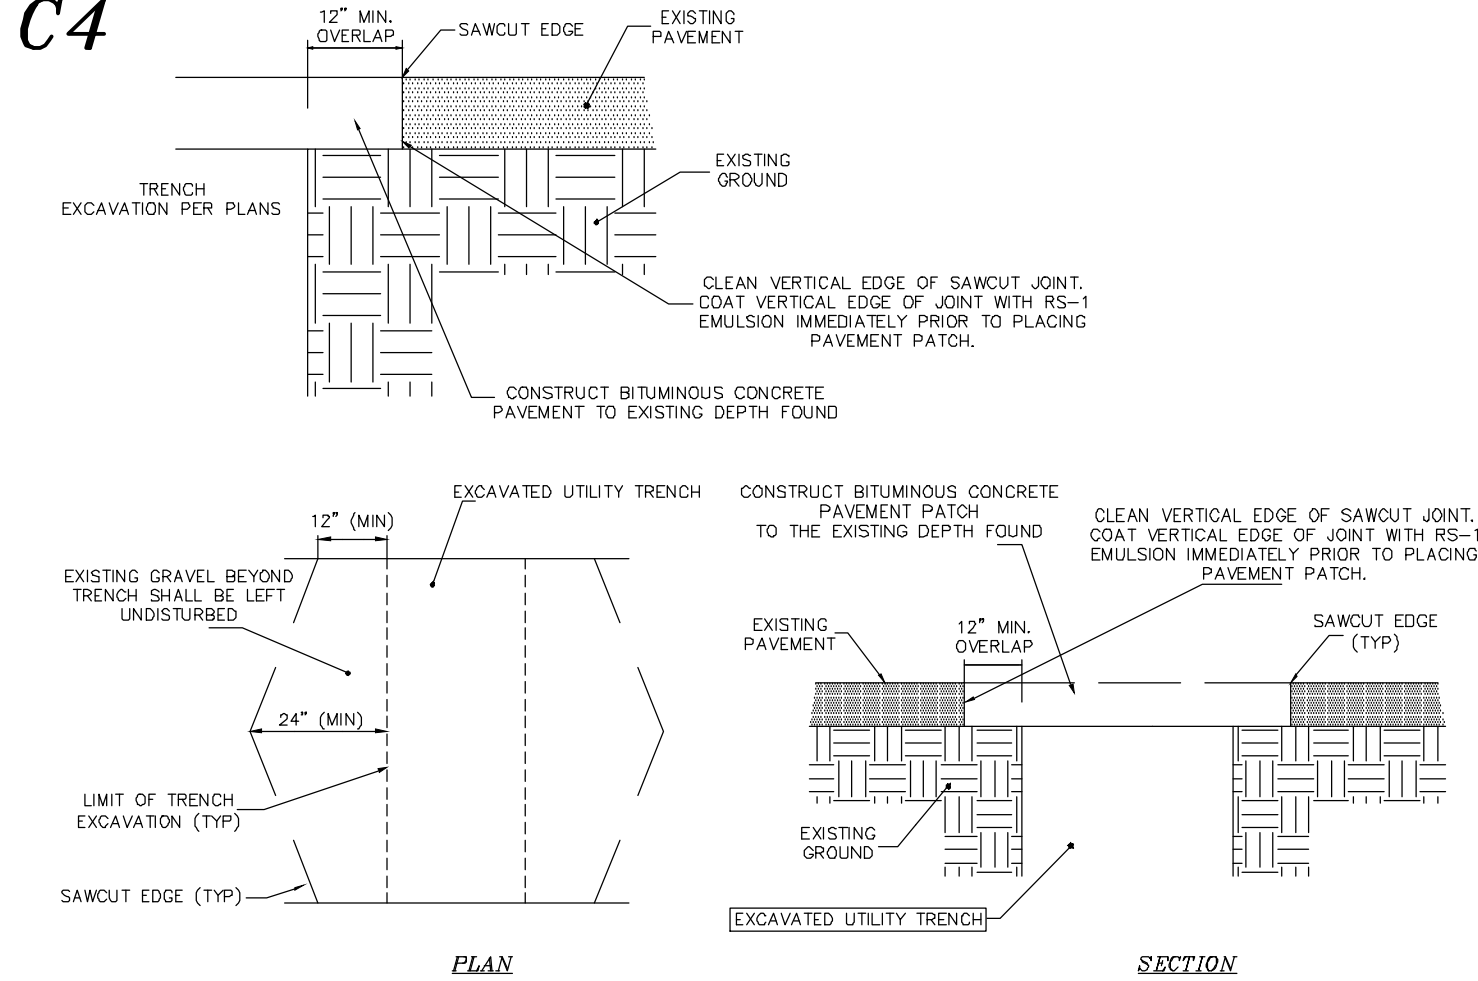 C4
12" MIN.
OVERLAP
SAWCUT EDGE
EXISTING
PAVEMENT
EXISTING
GROUND
TRENCH
EXCAVATION PER PLANS
CLEAN VERTICAL EDGE OF SAWCUT JOINT.
COAT VERTICAL EDGE OF JOINT WITH RS-1
EMULSION IMMEDIATELY PRIOR TO PLACING
PAVEMENT PATCH.
CONSTRUCT BITUMINOUS CONCRETE
PAVEMENT TO EXISTING DEPTH FOUND
EXCAVATED UTILITY TRENCH
12" (MIN)
EXISTING GRAVEL BEYOND
TRENCH SHALL BE LEFT
UNDISTURBED
24" (MIN)
LIMIT OF TRENCH
EXCAVATION (TYP)
SAWCUT EDGE (TYP)
PLAN
CONSTRUCT BITUMINOUS CONCRETE
PAVEMENT PATCH
TO THE EXISTING DEPTH FOUND
CLEAN VERTICAL EDGE OF SAWCUT JOINT.
COAT VERTICAL EDGE OF JOINT WITH RS-1
EMULSION IMMEDIATELY PRIOR TO PLACING
PAVEMENT PATCH.
EXISTING
PAVEMENT
12" MIN.
OVERLAP
SAWCUT EDGE
(TYP)
EXISTING
GROUND
EXCAVATED UTILITY TRENCH
SECTION